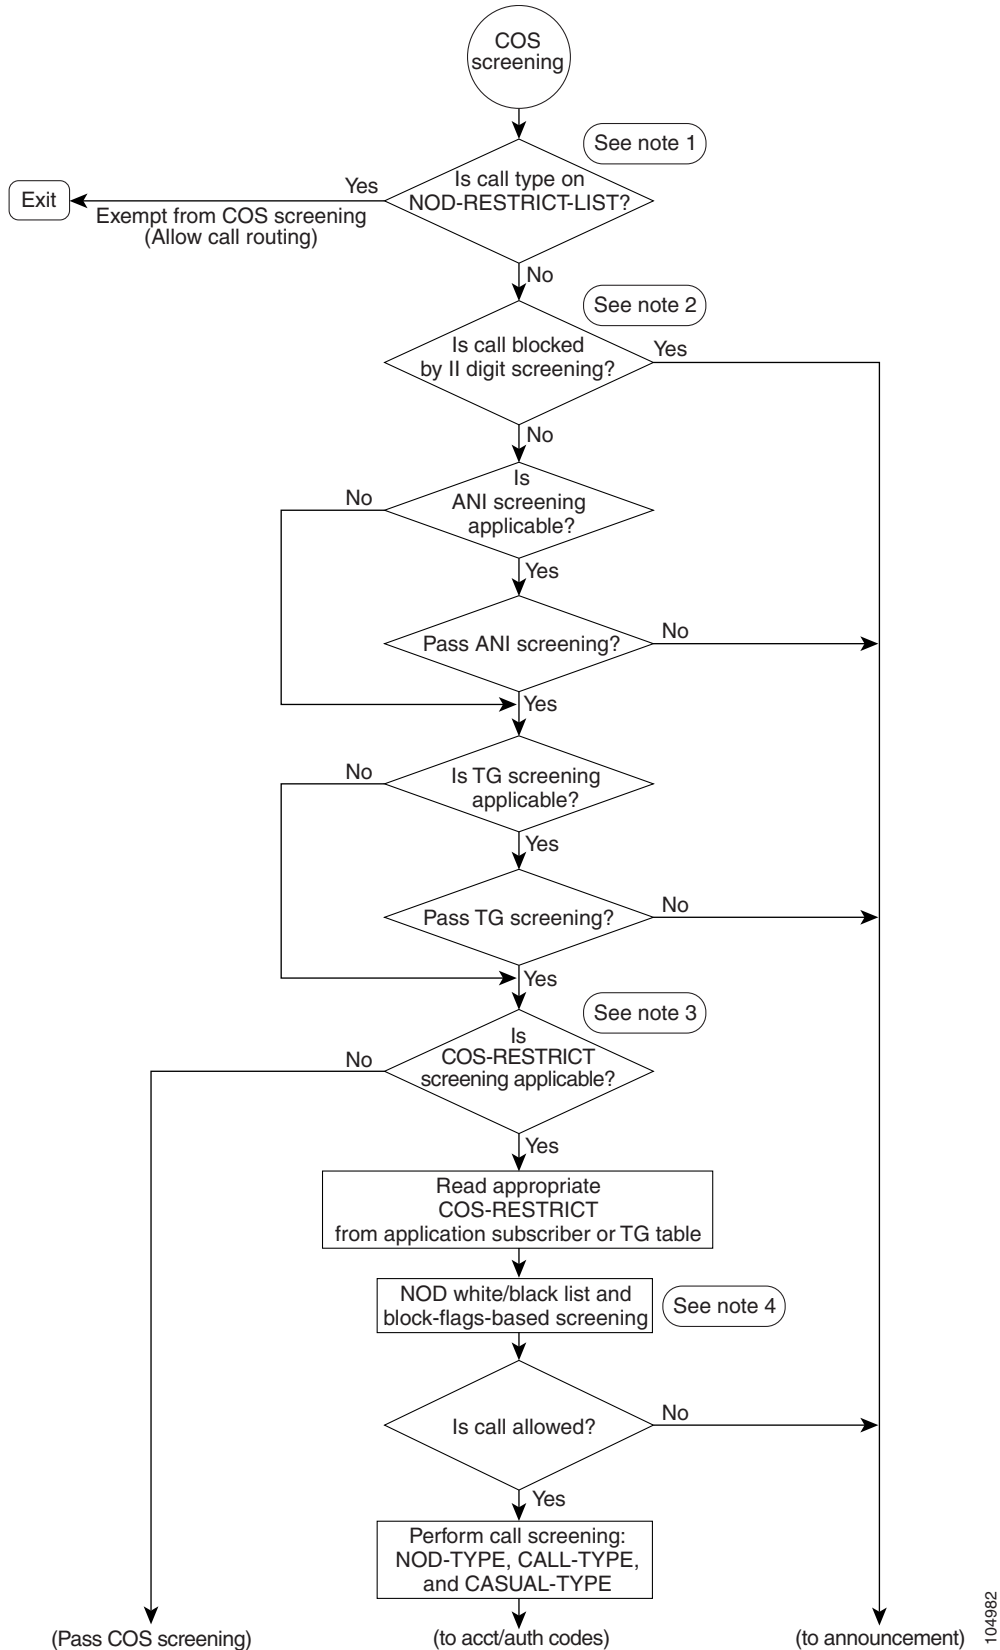 COS
screening
See note 1
Is call type on
NOD-RESTRICT-LIST?
Yes
Exit
Exempt from COS screening
(Allow call routing)
No
See note 2
Is call blocked
by II digit screening?
Yes
No
Is
ANI screening
applicable?
No
Yes
Pass ANI screening?
No
Yes
Is TG screening
applicable?
No
Yes
Pass TG screening?
No
Yes
See note 3
Is
COS-RESTRICT
screening applicable?
No
Yes
Read appropriate
COS-RESTRICT
from application subscriber or TG table
NOD white/black list and
block-flags-based screening
See note 4
Is call allowed?
No
Yes
Perform call screening:
NOD-TYPE, CALL-TYPE,
and CASUAL-TYPE
(Pass COS screening)
(to acct/auth codes)
(to announcement)
104982